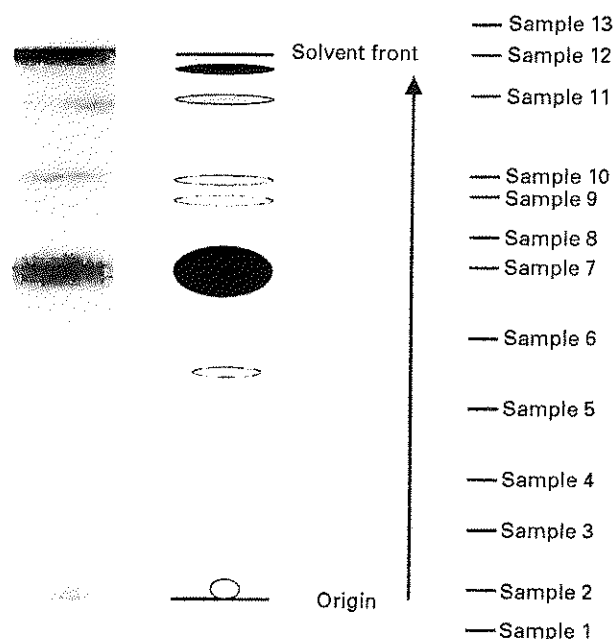 Sample 13
Solvent front
Sample 12
Sample 11
Sample 10
Sample 9
Sample 8
Sample 7
Sample 6
Sample 5
Sample 4
Sample 3
Sample 2
Origin
Sample 1